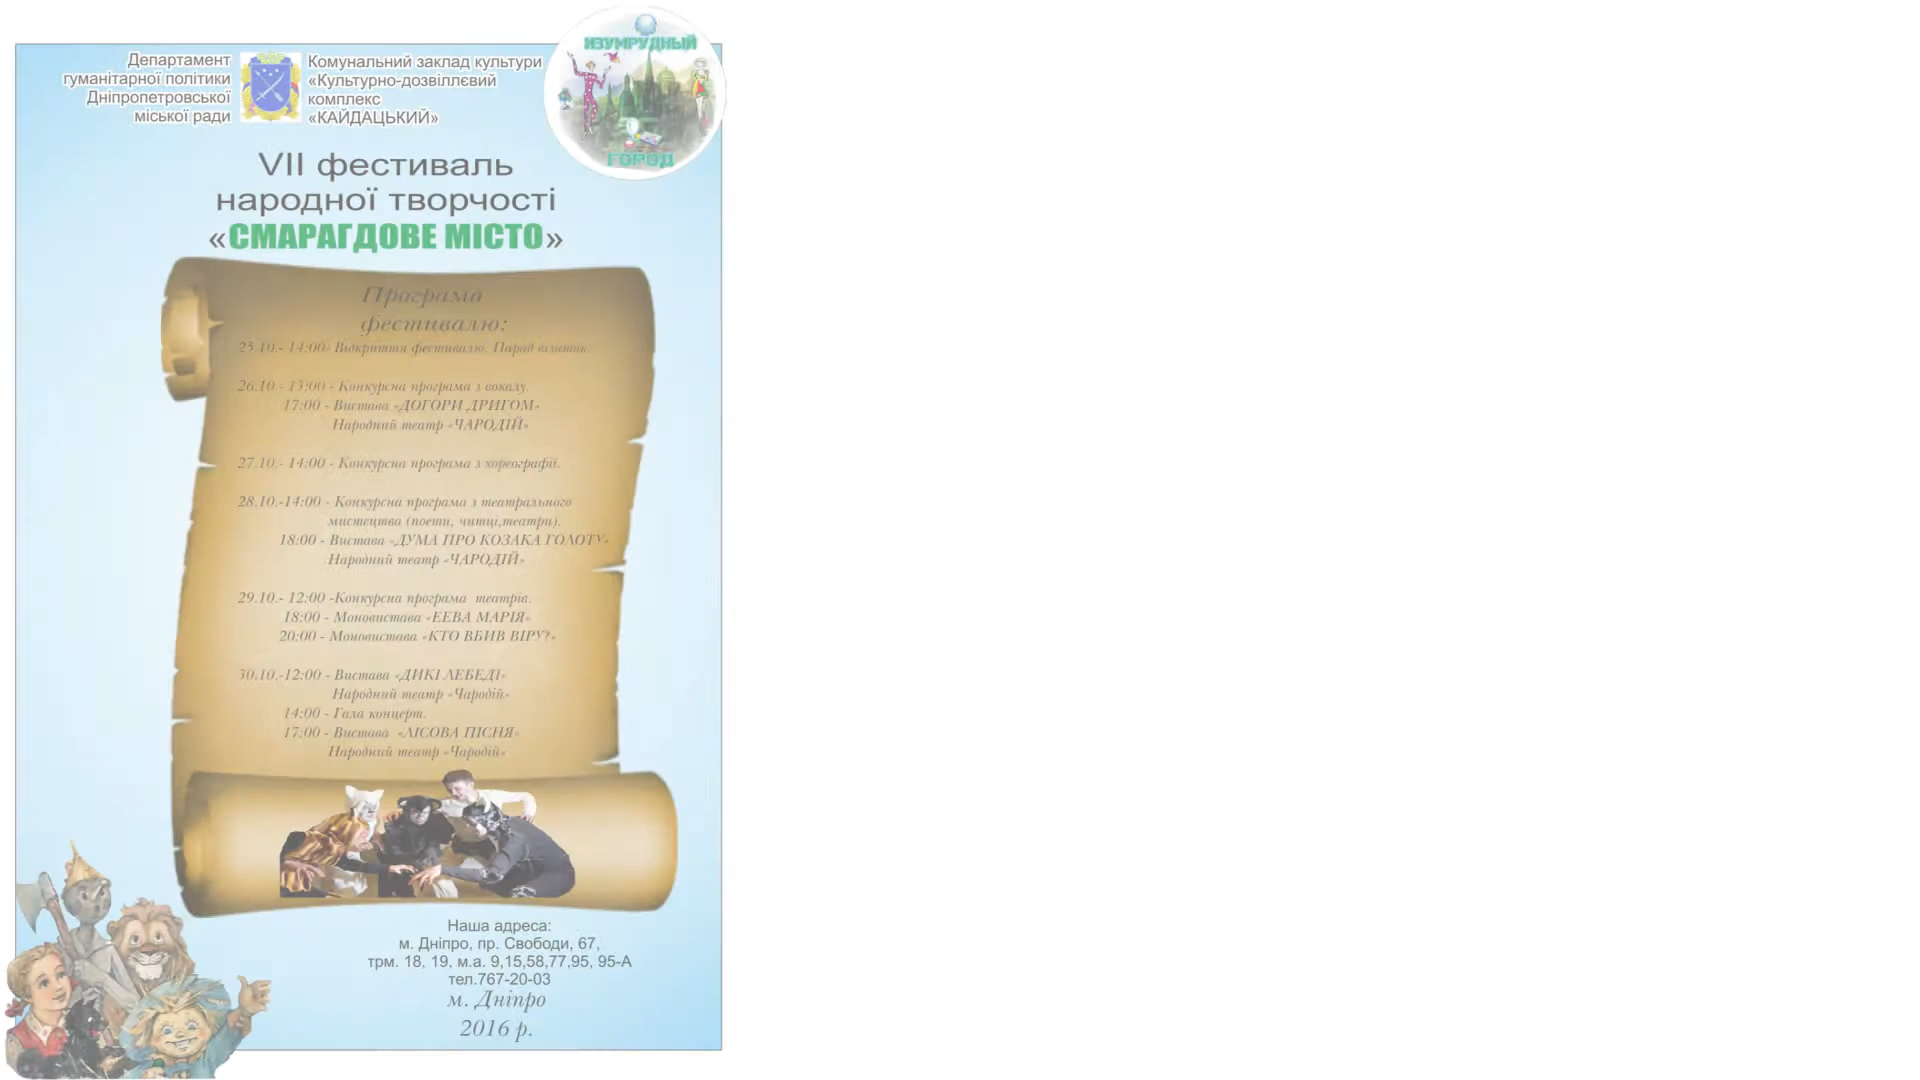 Департамент
гуманітарної політики
Дніпропетровської
міської ради
Комунальний заклад культури
«Культурно-дозвіллєвий
комплекс
«КАЙДАЦЬКИЙ»
ИЗУМРУДНЫЙ
ГОРОД
VII фестиваль
народної творчості
«СМАРАГДОВЕ МІСТО»
Програма
фестивалю:
25.10.- 14:00- Відкриття фестивалю. Парад візиток.
26.10.- 13:00 - Конкурсна програма з вокалу.
17:00 - Вистава «ДОГОРИ ДРИГОМ»
Народний театр «ЧАРОДІЙ»
27.10.- 14:00 - Конкурсна програма з хореографії.
28.10.-14:00 - Конкурсна програма з театрального
мистецтва (поети, читці,театри).
18:00 - Вистава «ДУМА ПРО КОЗАКА ГОЛОТУ»
Народний театр «ЧАРОДІЙ»
29.10.- 12:00 -Конкурсна програма театрів.
18:00 - Моновистава «ЕЕВА МАРІЯ»
20:00 - Моновистава «КТО ВБИВ ВІРУ?»
30.10.-12:00 - Вистава «ДИКІ ЛЕБЕДІ»
Народний театр «Чародій»
14:00 - Гала концерт.
17:00 - Вистава «ЛІСОВА ПІСНЯ»
Народний театр «Чародій»
Наша адреса:
м. Дніпро, пр. Свободи, 67,
трм. 18, 19, м.а. 9,15,58,77,95, 95-А
тел.767-20-03
м. Дніпро
2016 р.